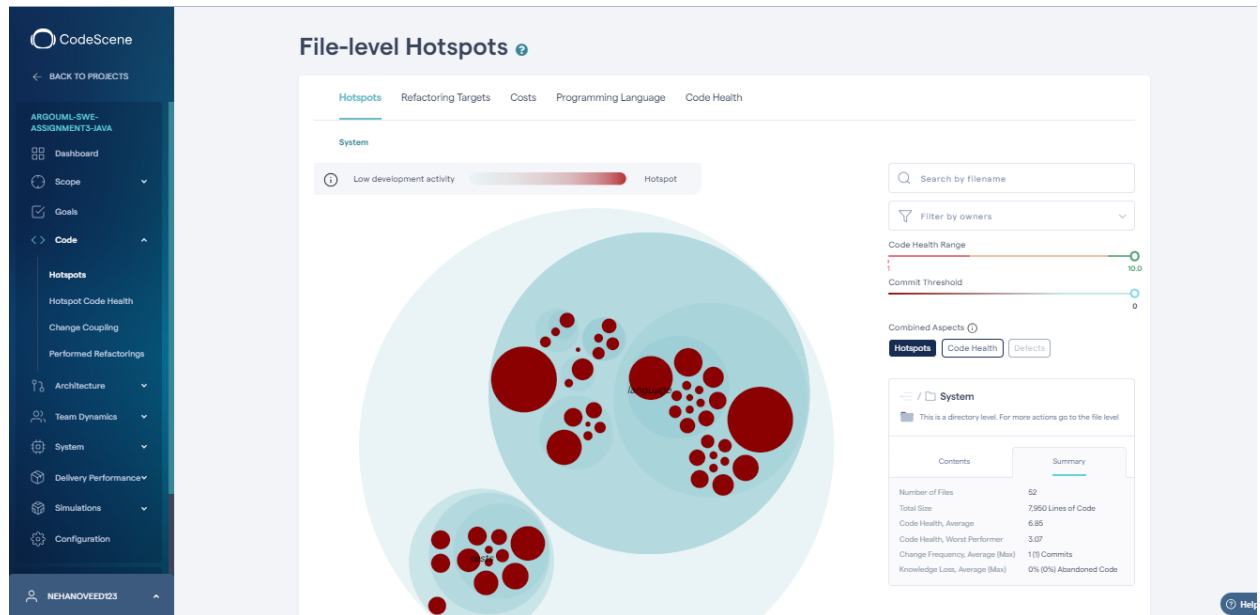 CodeScene
BACK TO PROJECTS
ARGOUML-SWE-
ASSIGNMENT3-JAVA
Dashboard
Scope
Goals
Code
Hotspots
Hotspot Code Health
Change Coupling
Performed Refactorings
Architecture
Team Dynamics
System
Delivery Performance
Simulations
Configuration
NEHANOVEED123
File-level Hotspots ?
Hotspots Refactoring Targets Costs Programming Language Code Health
System
Low development activity Hotspot
language
Search by filename
Filter by owners
Code Health Range
1 10.0
Commit Threshold
0
Combined Aspects
Hotspots Code Health Defects
/ System
This is a directory level. For more actions go to the file level
Contents Summary
Number of Files 52
Total Size 7,950 Lines of Code
Code Health, Average 6.85
Code Health, Worst Performer 3.07
Change Frequency, Average (Max) 1 (1) Commits
Knowledge Loss, Average (Max) 0% (0%) Abandoned Code
Help